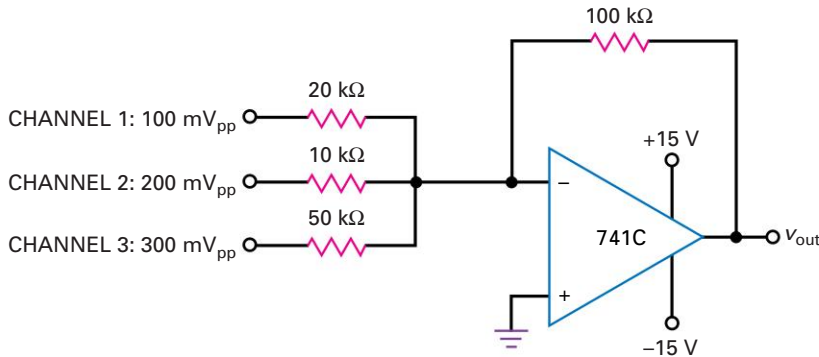 100 kΩ
20 kΩ
CHANNEL 1: 100 mVpp
+15 V
10 kΩ
CHANNEL 2: 200 mVpp
−
50 kΩ
741C
vout
CHANNEL 3: 300 mVpp
+
−15 V